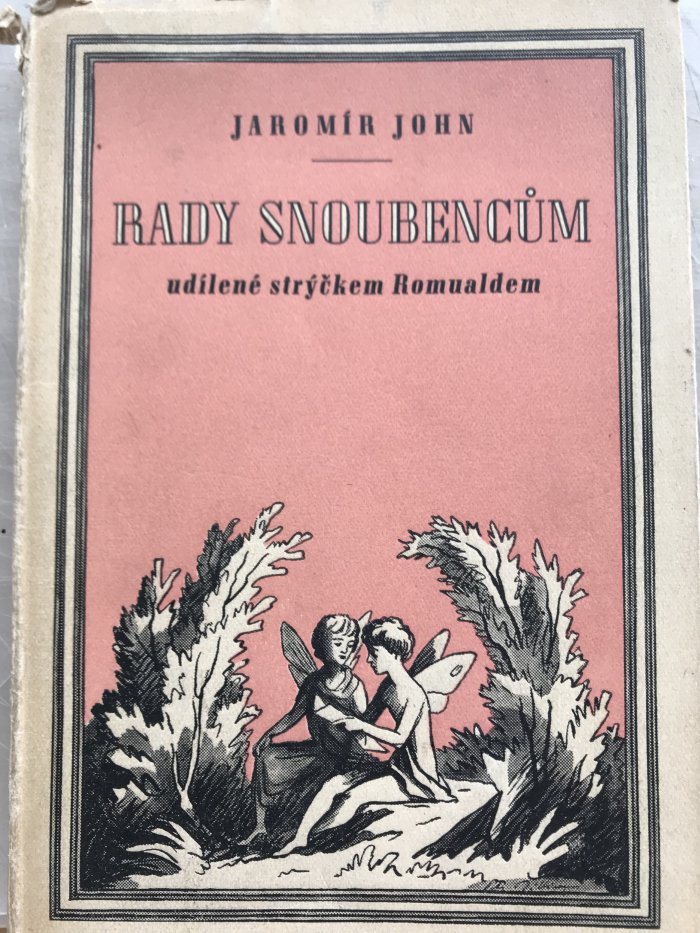 JAROMÍR JOHN
RADY SNOUBENCŮM
udílené strýčkem Romualdem